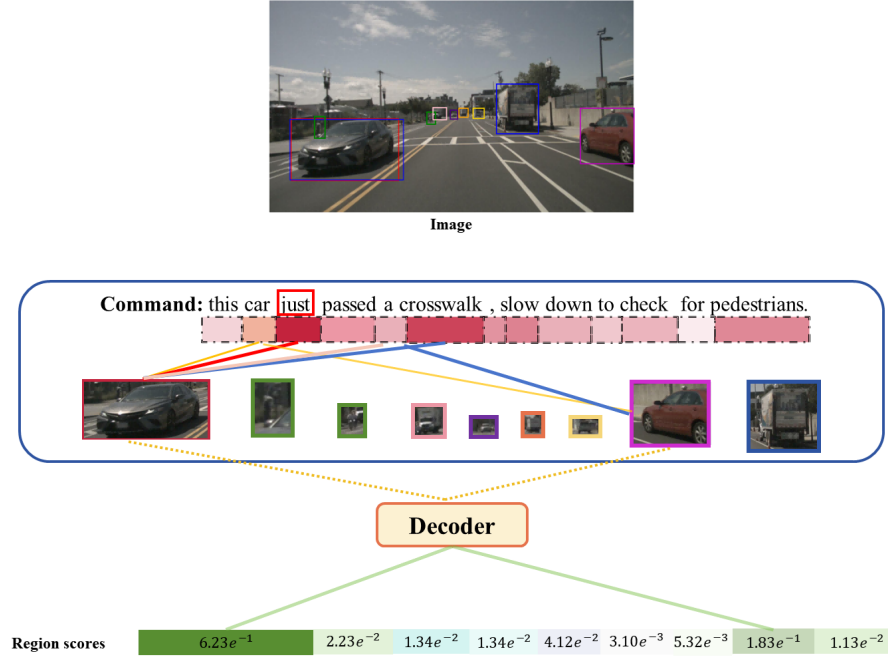 Image
Command: this car just passed a crosswalk , slow down to check for pedestrians.
Decoder
Region scores 6.23e⁻¹ 2.23e⁻² 1.34e⁻² 1.34e⁻² 4.12e⁻² 3.10e⁻³ 5.32e⁻³ 1.83e⁻¹ 1.13e⁻²